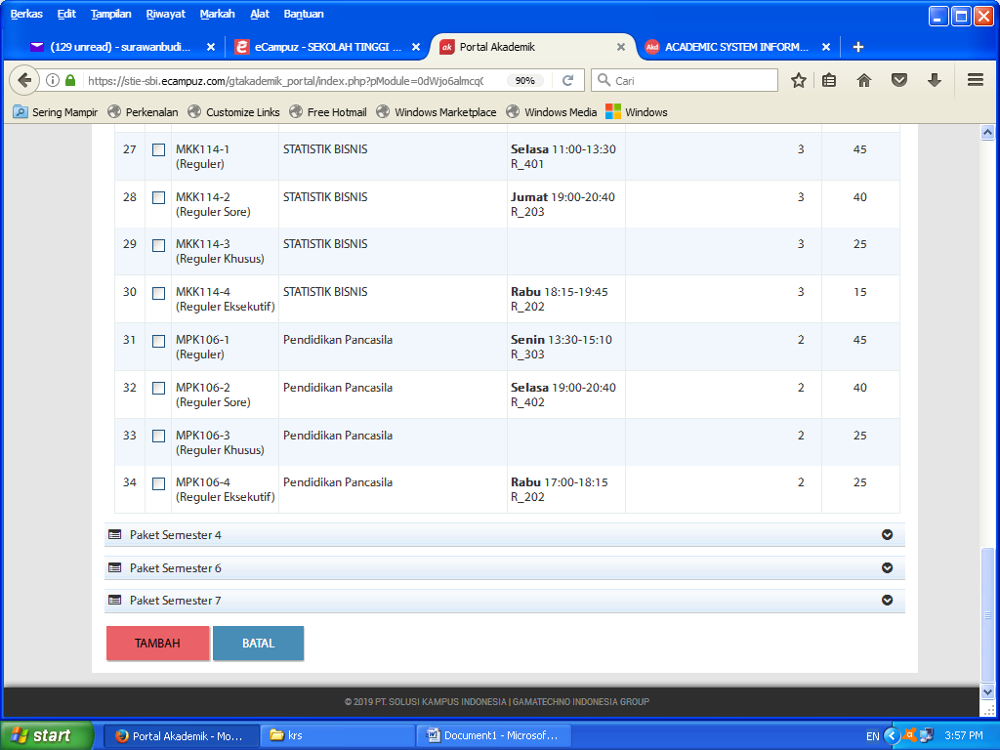 Berkas Edit Tampilan Riwayat Markah Alat Bantuan
(129 unread) - surawanbudi... eCampuz - SEKOLAH TINGGI ... ak Portal Akademik Akd ACADEMIC SYSTEM INFORM...
https://stie-sbi.ecampuz.com/gtakademik_portal/index.php?pModule=0dWjo6almcqC 90% Cari
Sering Mampir Perkenalan Customize Links Free Hotmail Windows Marketplace Windows Media Windows
27 MKK114-1 STATISTIK BISNIS Selasa 11:00-13:30 3 45
(Reguler) R_401
28 MKK114-2 STATISTIK BISNIS Jumat 19:00-20:40 3 40
(Reguler Sore) R_203
29 MKK114-3 STATISTIK BISNIS 3 25
(Reguler Khusus)
30 MKK114-4 STATISTIK BISNIS Rabu 18:15-19:45 3 15
(Reguler Eksekutif) R_202
31 MPK106-1 Pendidikan Pancasila Senin 13:30-15:10 2 45
(Reguler) R_303
32 MPK106-2 Pendidikan Pancasila Selasa 19:00-20:40 2 40
(Reguler Sore) R_402
33 MPK106-3 Pendidikan Pancasila 2 25
(Reguler Khusus)
34 MPK106-4 Pendidikan Pancasila Rabu 17:00-18:15 2 25
(Reguler Eksekutif) R_202
Paket Semester 4
Paket Semester 6
Paket Semester 7
TAMBAH BATAL
© 2019 PT. SOLUSI KAMPUS INDONESIA | GAMATECHNO INDONESIA GROUP
start Portal Akademik - Mo... krs Document1 - Microsof... EN 3:57 PM